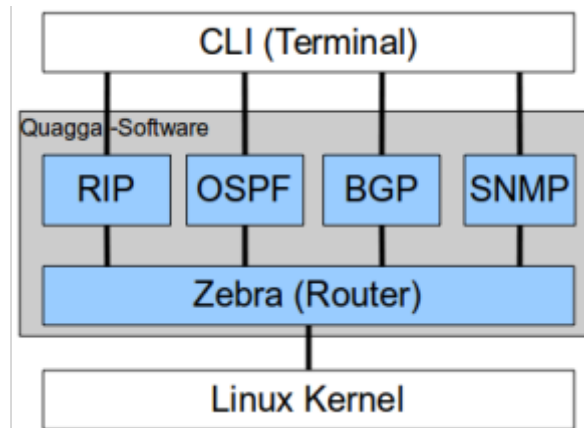 CLI (Terminal)
Quagga-Software
RIP OSPF BGP SNMP
Zebra (Router)
Linux Kernel